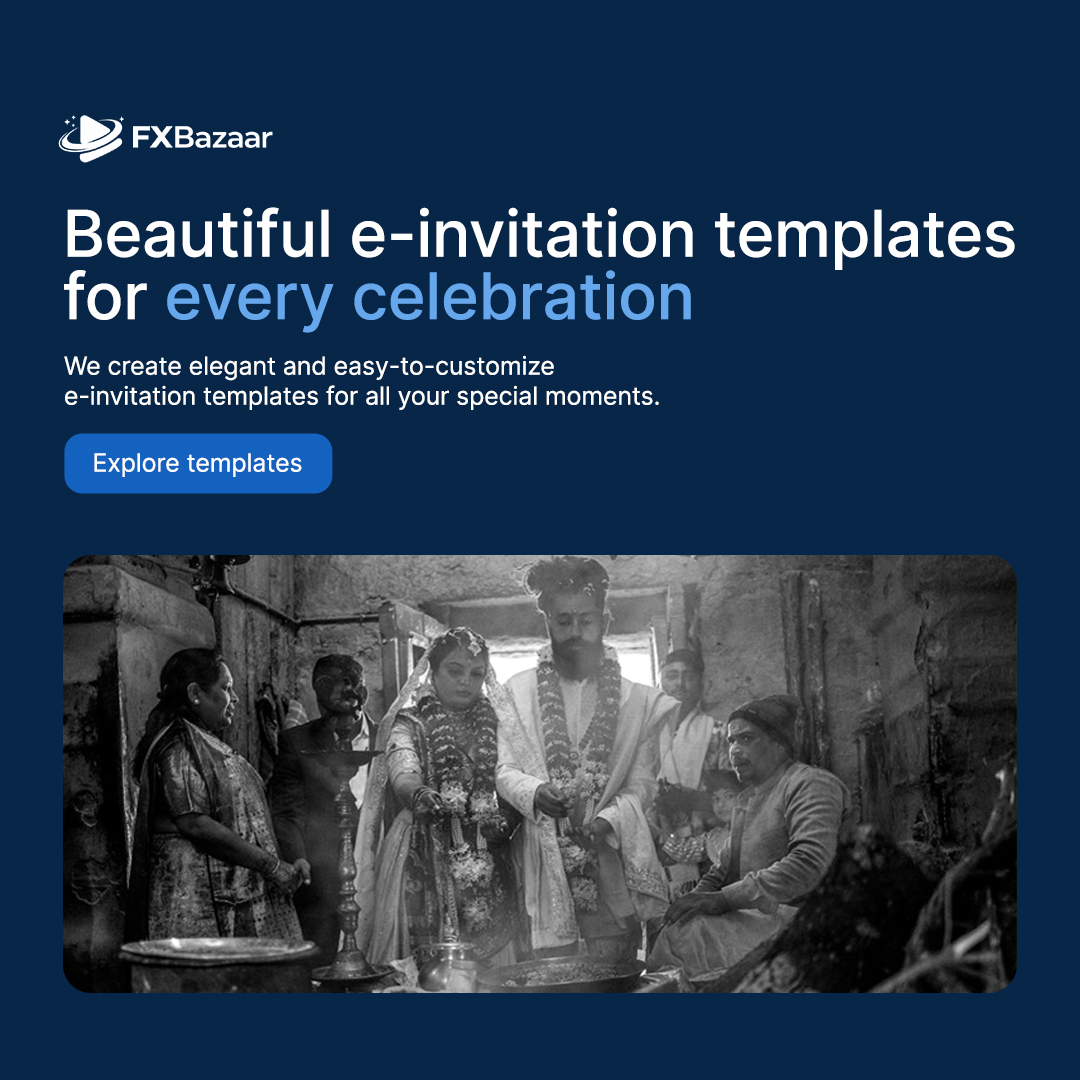 FXBazaar
Beautiful e-invitation templates
for every celebration
We create elegant and easy-to-customize
e-invitation templates for all your special moments.
Explore templates